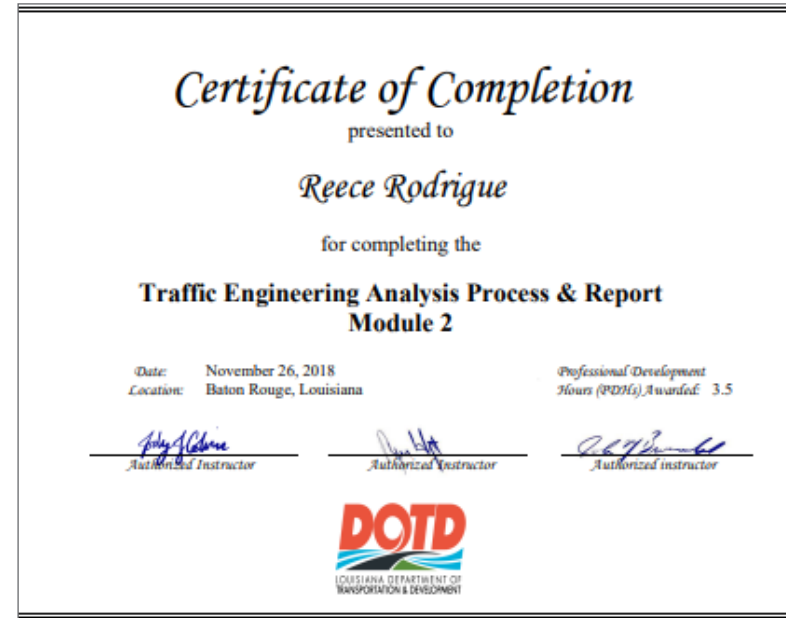 Certificate of Completion
presented to
Reece Rodrigue
for completing the
Traffic Engineering Analysis Process & Report
Module 2
Date: November 26, 2018
Location: Baton Rouge, Louisiana
Professional Development
Hours (PDHs) Awarded: 3.5
Authorized Instructor
Authorized Instructor
Authorized instructor
DOTD
LOUISIANA DEPARTMENT OF
TRANSPORTATION & DEVELOPMENT